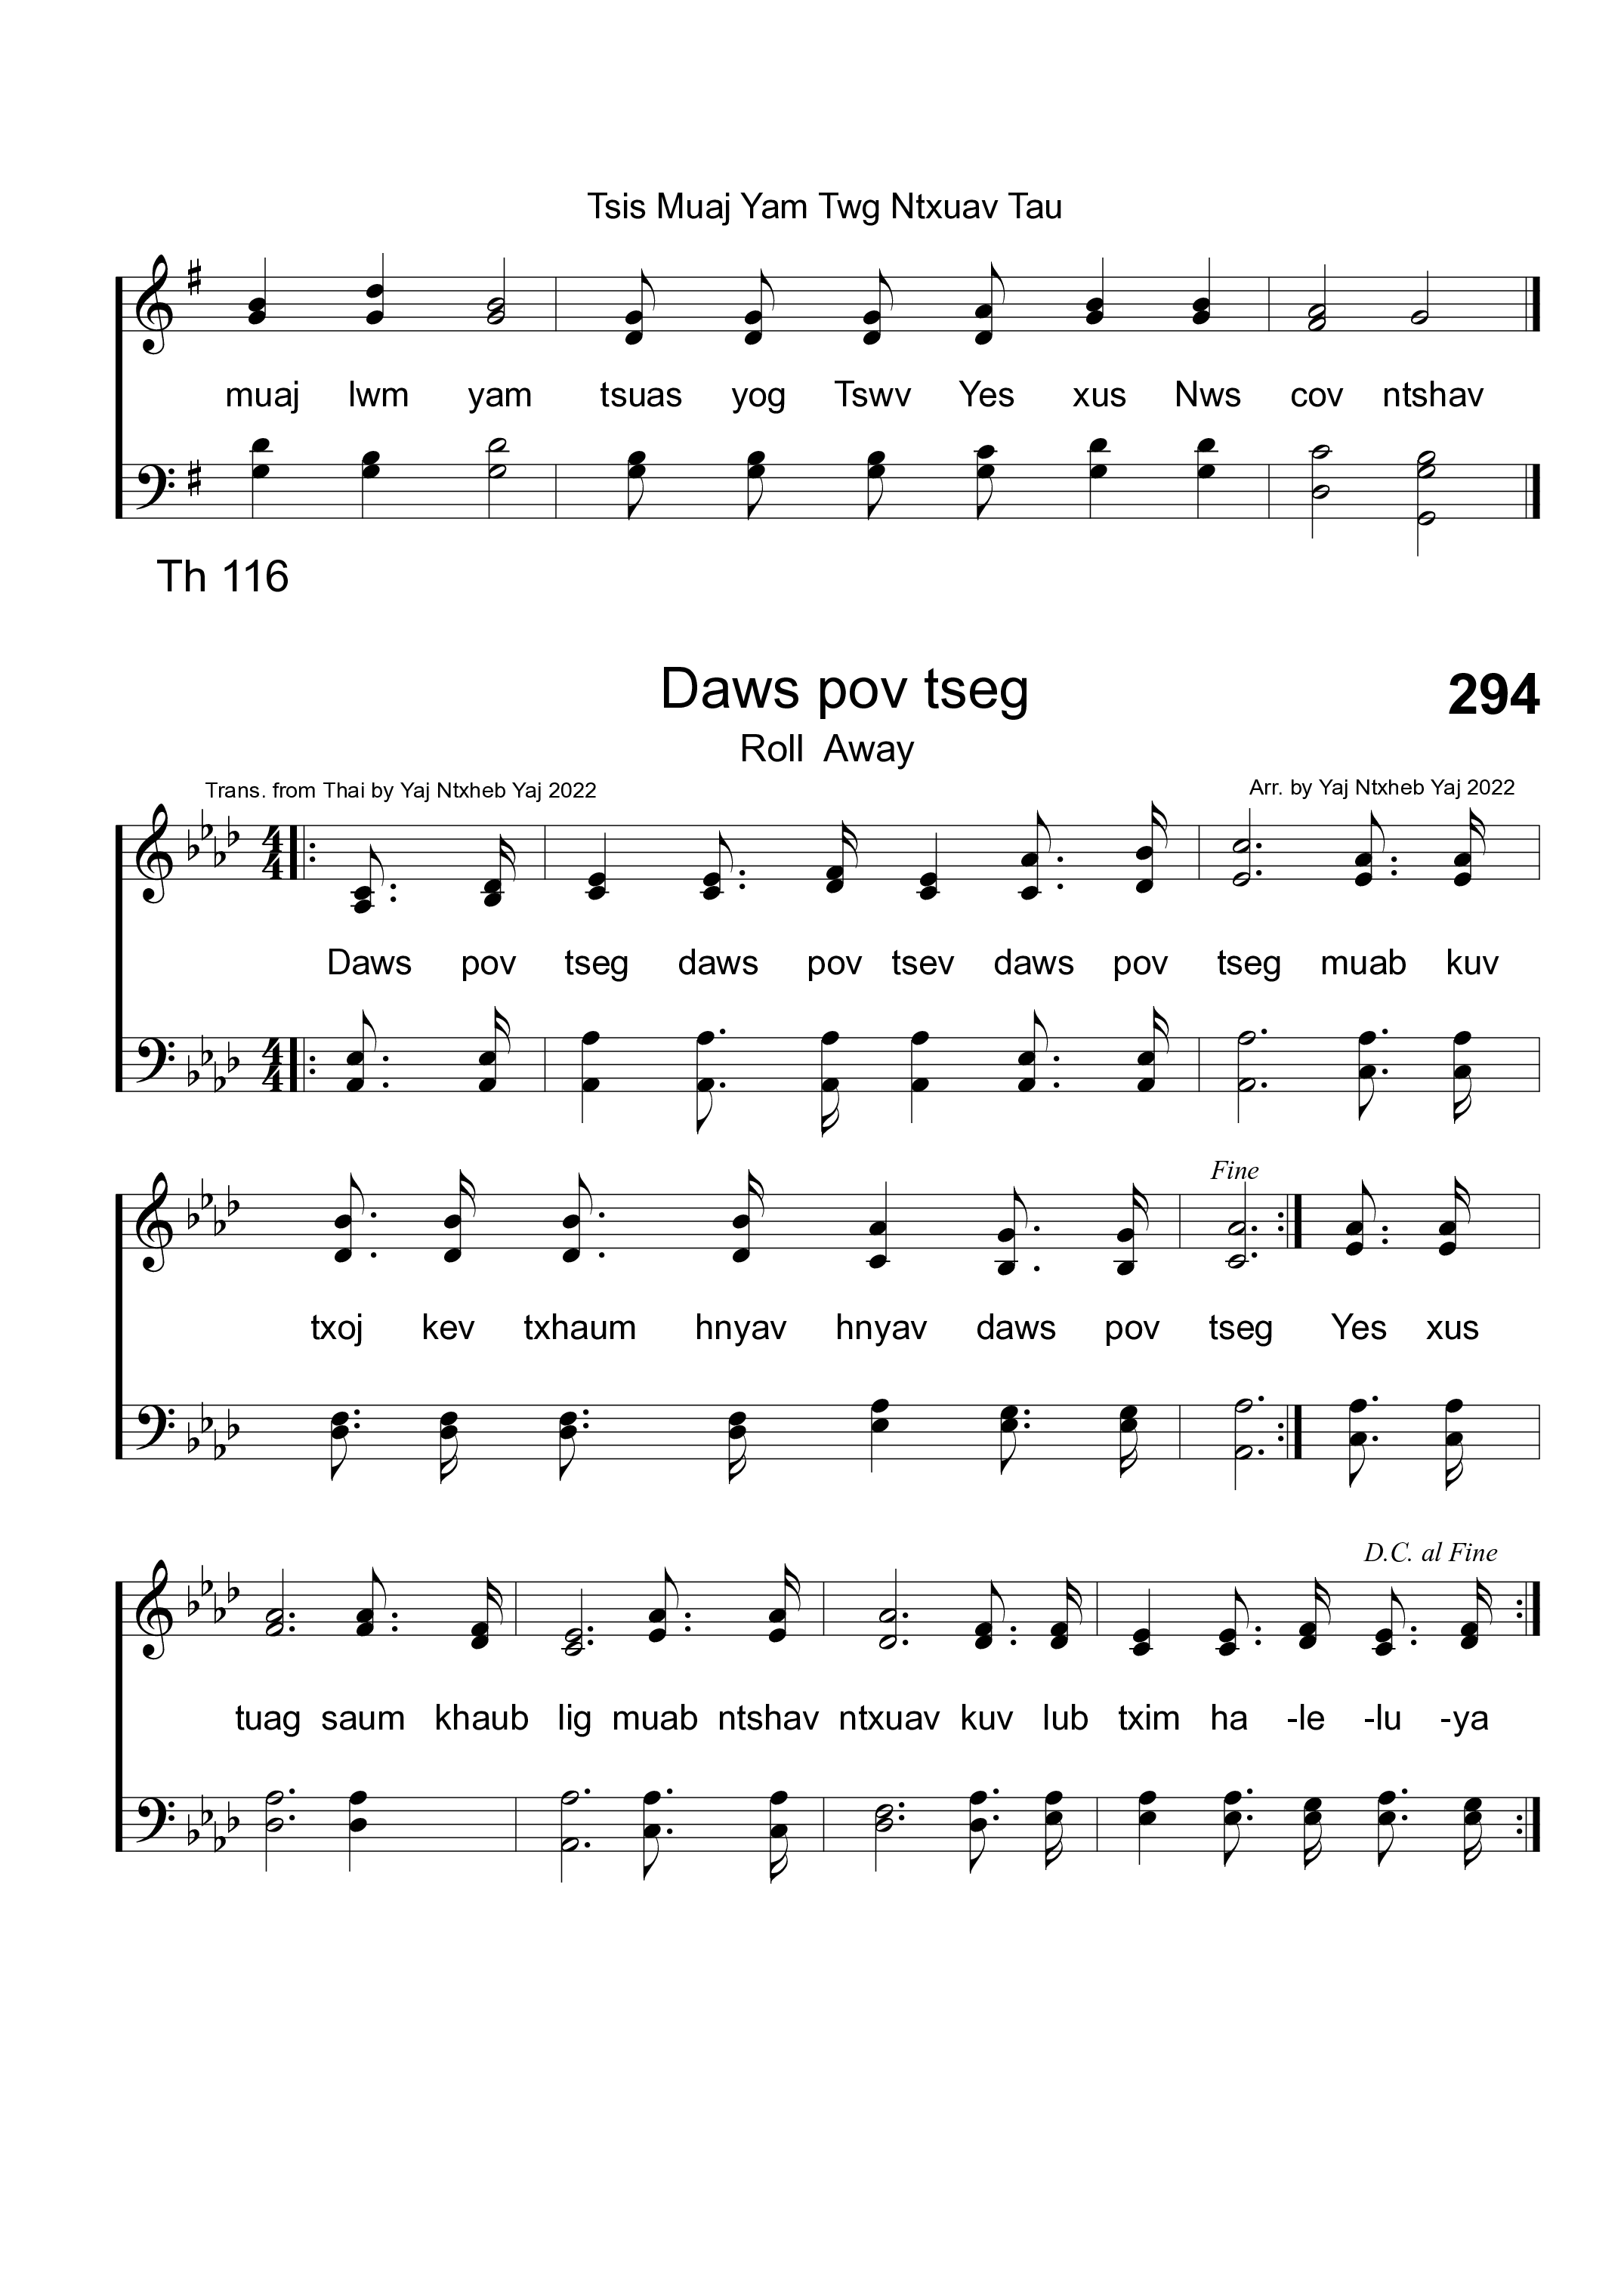 Tsis Muaj Yam Twg Ntxuav Tau
muaj lwm yam tsuas yog Tswv Yes xus Nws cov ntshav
Th 116
Daws pov tseg 294
Roll Away
Trans. from Thai by Yaj Ntxheb Yaj 2022 Arr. by Yaj Ntxheb Yaj 2022
4 4
Daws pov tseg daws pov tsev daws pov tseg muab kuv
4 4
Fine
txoj kev txhaum hnyav hnyav daws pov tseg Yes xus
D.C. al Fine
tuag saum khaub lig muab ntshav ntxuav kuv lub txim ha -le -lu -ya